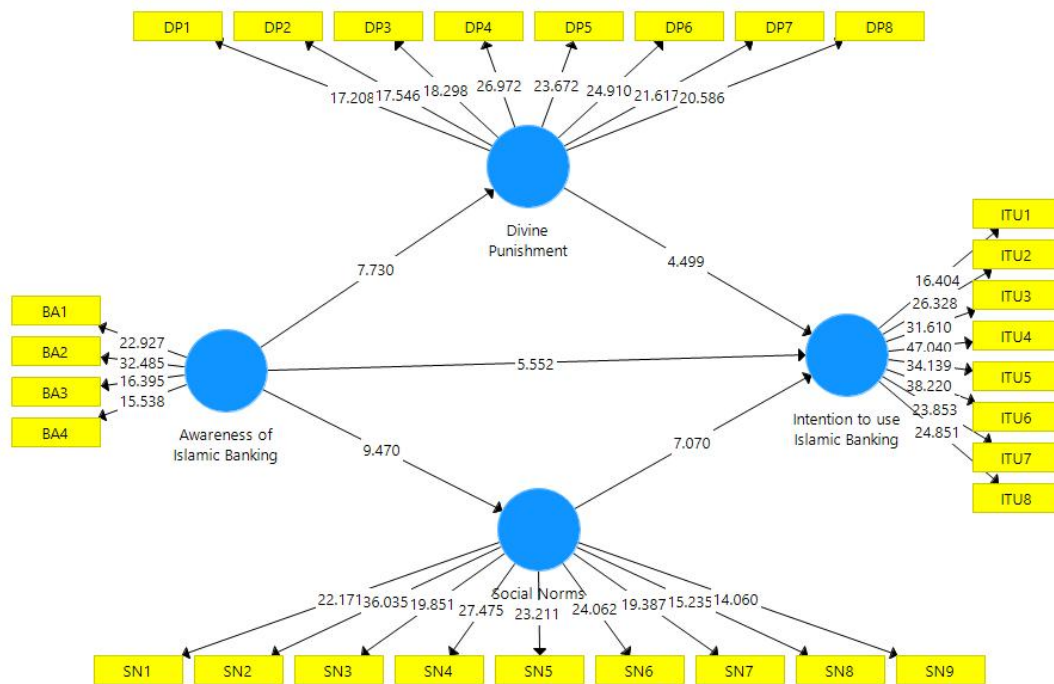 DP1 DP2 DP3 DP4 DP5 DP6 DP7 DP8
17.208 17.546 18.298 26.972 23.672 24.910 21.617 20.586
Divine
Punishment
7.730
4.499
ITU1
ITU2
ITU3
ITU4
ITU5
ITU6
ITU7
ITU8
16.404
26.328
31.610
47.040
34.139
38.220
23.853
24.851
BA1
BA2
BA3
BA4
22.927
32.485
16.395
15.538
5.552
Awareness of
Islamic Banking
Intention to use
Islamic Banking
9.470
7.070
Social Norms
22.171 36.035 19.851 27.475 23.211 24.062 19.387 15.235 14.060
SN1 SN2 SN3 SN4 SN5 SN6 SN7 SN8 SN9